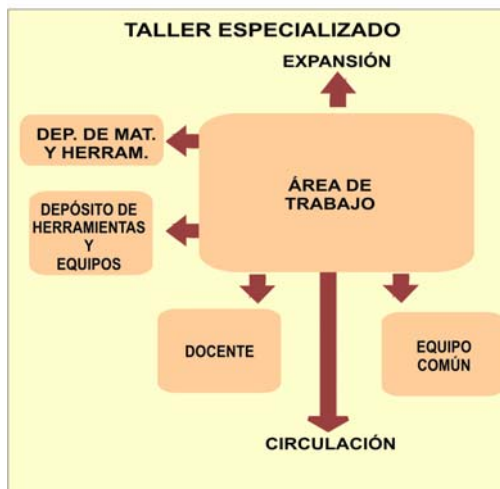 TALLER ESPECIALIZADO
EXPANSIÓN
DEP. DE MAT.
Y HERRAM.
ÁREA DE
TRABAJO
DEPÓSITO DE
HERRAMIENTAS
Y
EQUIPOS
DOCENTE
EQUIPO
COMÚN
CIRCULACIÓN